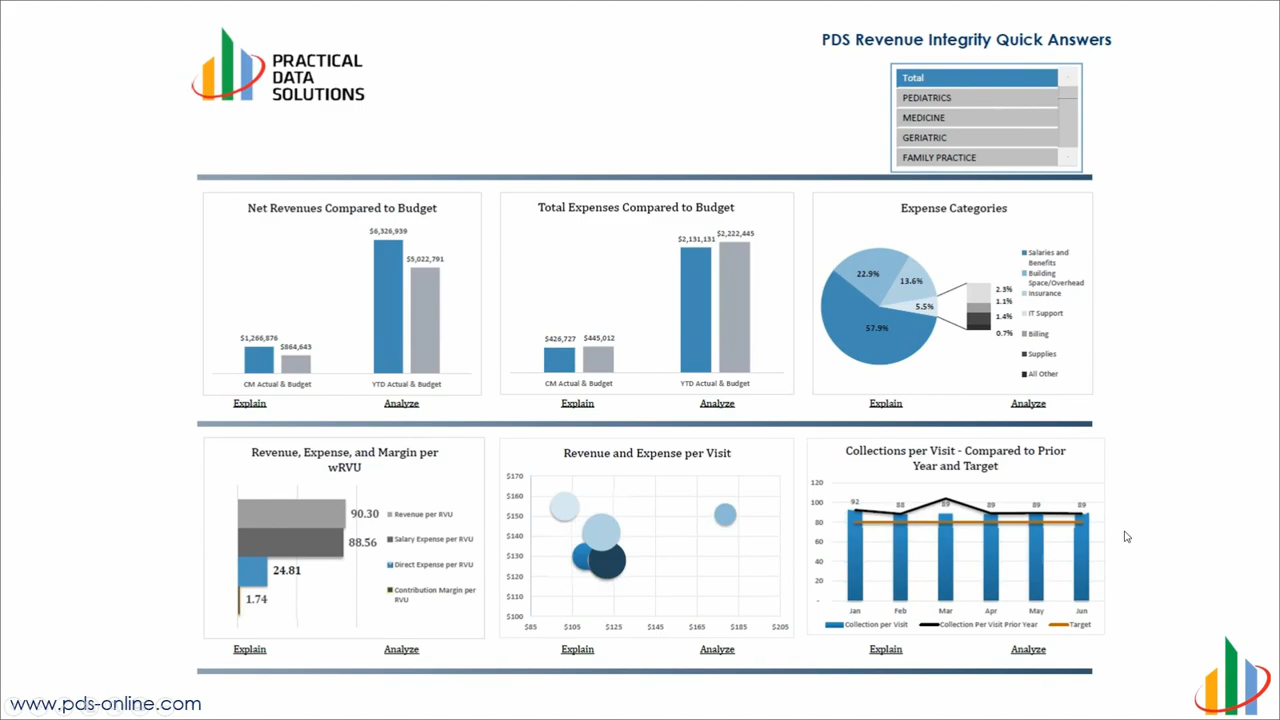 PRACTICAL
DATA
SOLUTIONS
PDS Revenue Integrity Quick Answers
Total
PEDIATRICS
MEDICINE
GERIATRIC
FAMILY PRACTICE
Net Revenues Compared to Budget
$6,326,939
$5,022,791
$1,266,876
$864,643
CM Actual & Budget
YTD Actual & Budget
Explain
Analyze
Total Expenses Compared to Budget
$2,131,131
$2,222,445
$426,727
$445,012
CM Actual & Budget
YTD Actual & Budget
Explain
Analyze
Expense Categories
22.9%
13.6%
5.5%
57.9%
2.3%
1.1%
1.4%
0.7%
Salaries and
Benefits
Building
Space/Overhead
Insurance
IT Support
Billing
Supplies
All Other
Explain
Analyze
Revenue, Expense, and Margin per
wRVU
90.30
88.56
24.81
1.74
Revenue per RVU
Salary Expense per RVU
Direct Expense per RVU
Contribution Margin per
RVU
Explain
Analyze
Revenue and Expense per Visit
$170
$160
$150
$140
$130
$120
$110
$100
$85 $105 $125 $145 $165 $185 $205
Explain
Analyze
Collections per Visit - Compared to Prior
Year and Target
120
100
80
60
40
20
-
92 88 89 89 89 89
Jan Feb Mar Apr May Jun
Collection per Visit Collection Per Visit Prior Year Target
Explain
Analyze
www.pds-online.com